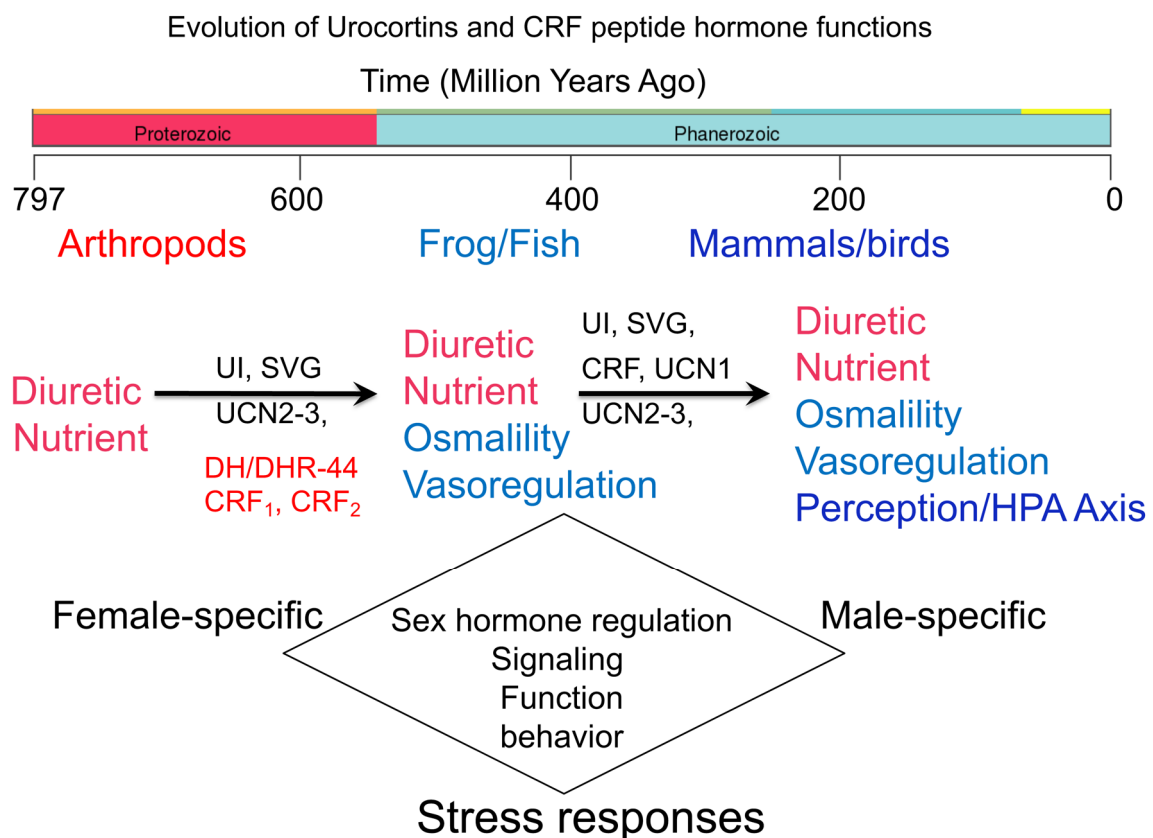 Evolution of Urocortins and CRF peptide hormone functions
Time (Million Years Ago)
Proterozoic
Phanerozoic
797
600
400
200
0
Arthropods
Frog/Fish
Mammals/birds
Diuretic
Nutrient
UI, SVG
UCN2-3,
DH/DHR-44
CRF₁, CRF₂
Diuretic
Nutrient
Osmalility
Vasoregulation
UI, SVG,
CRF, UCN1
UCN2-3,
Diuretic
Nutrient
Osmalility
Vasoregulation
Perception/HPA Axis
Female-specific
Sex hormone regulation
Signaling
Function
behavior
Male-specific
Stress responses